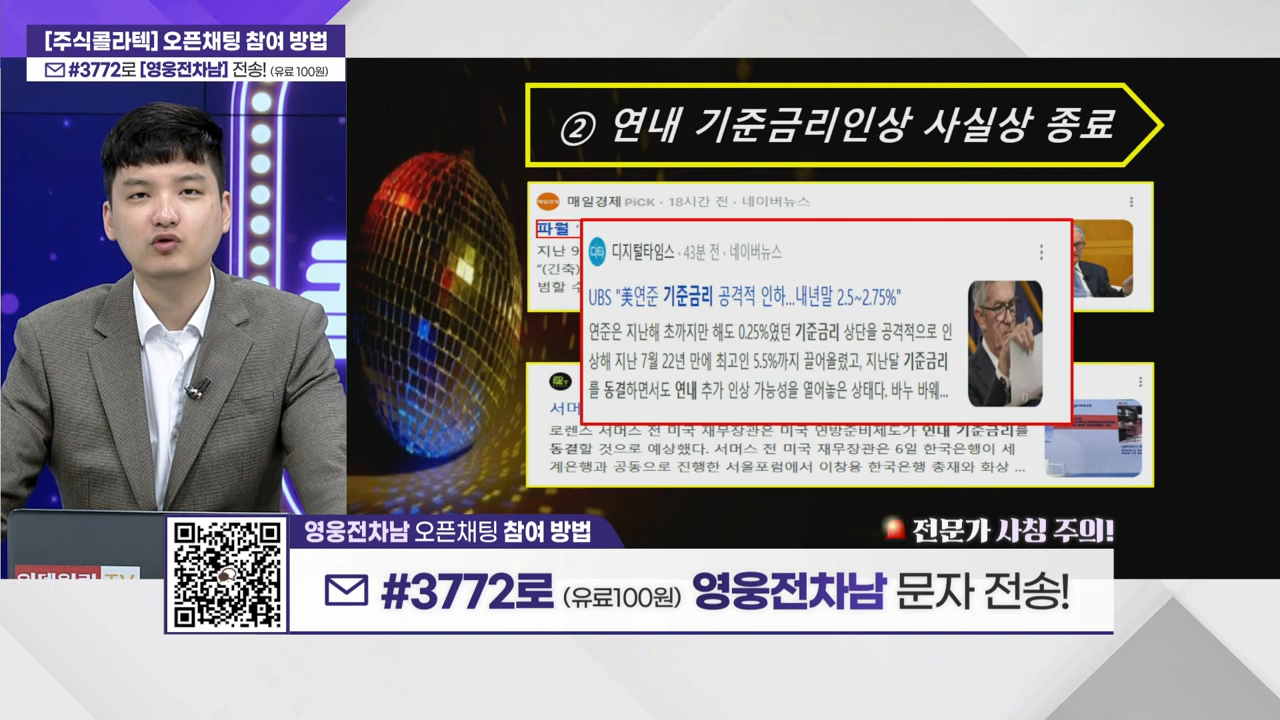 [주식콜라텍] 오픈채팅 참여 방법
#3772로 [영웅전차남] 전송! (유료 100원)
② 연내 기준금리인상 사실상 종료
매일경제 PiCK · 18시간 전 · 네이버뉴스
파월
지난 9
"(긴축)
범할 수
디지털타임스 · 43분 전 · 네이버뉴스
UBS "美연준 기준금리 공격적 인하...내년말 2.5~2.75%"
연준은 지난해 초까지만 해도 0.25%였던 기준금리 상단을 공격적으로 인
상해 지난 7월 22년 만에 최고인 5.5%까지 끌어올렸고, 지난달 기준금리
를 동결하면서도 연내 추가 인상 가능성을 열어놓은 상태다. 바누 바웨...
서머
로렌스 서머스 전 미국 재무장관은 미국 연방준비제도가 연내 기준금리를
동결할 것으로 예상했다. 서머스 전 미국 재무장관은 6일 한국은행이 세
계은행과 공동으로 진행한 서울포럼에서 이창용 한국은행 총재와 화상 ...
영웅전차남 오픈채팅 참여 방법
전문가 사칭 주의!
#3772로 (유료100원) 영웅전차남 문자 전송!